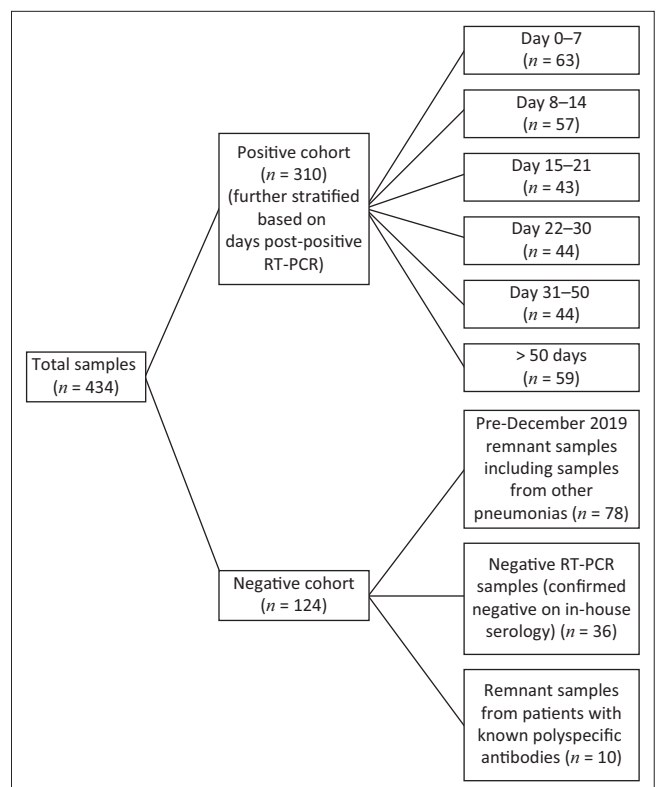 Total samples
(n = 434)
Positive cohort
(n = 310)
(further stratified
based on
days post-positive
RT-PCR)
Day 0–7
(n = 63)
Day 8–14
(n = 57)
Day 15–21
(n = 43)
Day 22–30
(n = 44)
Day 31–50
(n = 44)
> 50 days
(n = 59)
Negative cohort
(n = 124)
Pre-December 2019
remnant samples
including samples
from other
pneumonias (n = 78)
Negative RT-PCR
samples (confirmed
negative on in-house
serology) (n = 36)
Remnant samples
from patients with
known polyspecific
antibodies (n = 10)